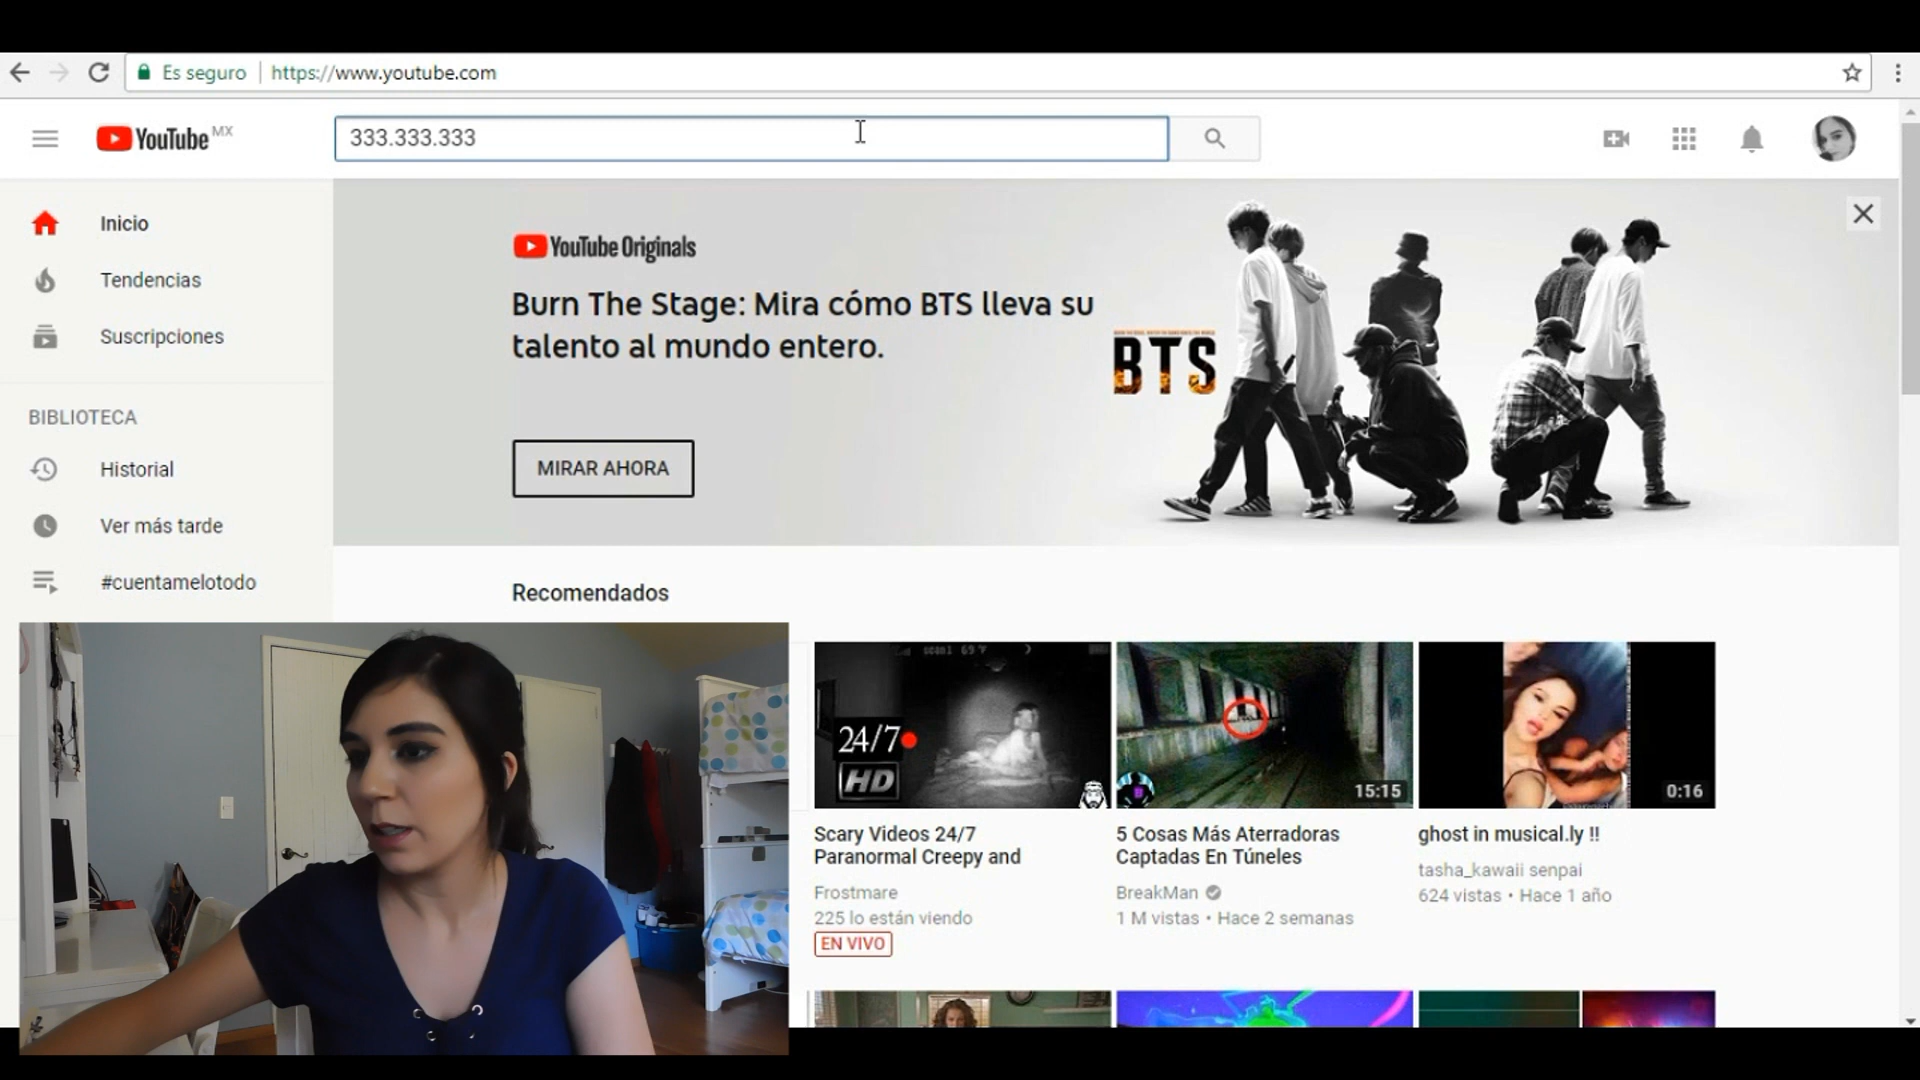 Es seguro
https://www.youtube.com
YouTube MX
333.333.333
Inicio
Tendencias
Suscripciones
BIBLIOTECA
Historial
Ver más tarde
#cuentamelotodo
YouTube Originals
Burn The Stage: Mira cómo BTS lleva su
talento al mundo entero.
BTS
MIRAR AHORA
Recomendados
24/7
HD
15:15
0:16
Scary Videos 24/7
Paranormal Creepy and
Frostmare
225 lo están viendo
EN VIVO
5 Cosas Más Aterradoras
Captadas En Túneles
BreakMan
1 M vistas • Hace 2 semanas
ghost in musical.ly !!
tasha_kawaii senpai
624 vistas • Hace 1 año